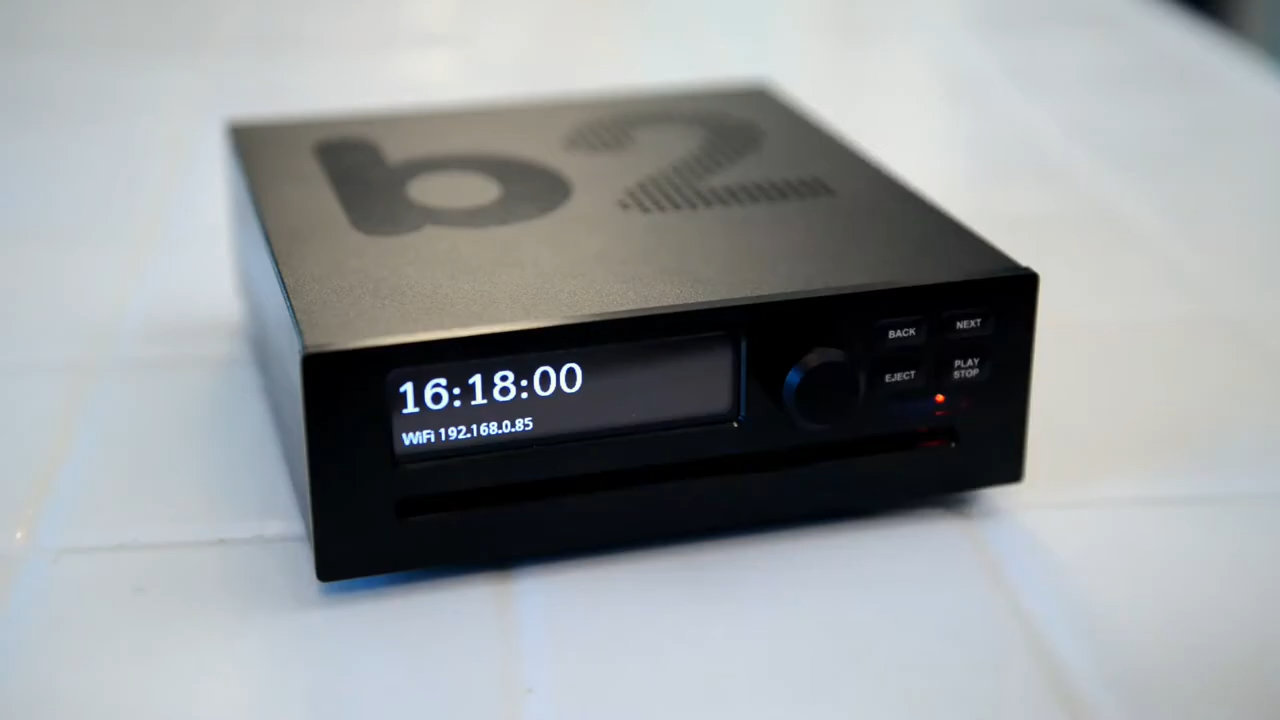 b2
16:18:00
WiFi 192.168.0.85
BACK
NEXT
EJECT
PLAY
STOP